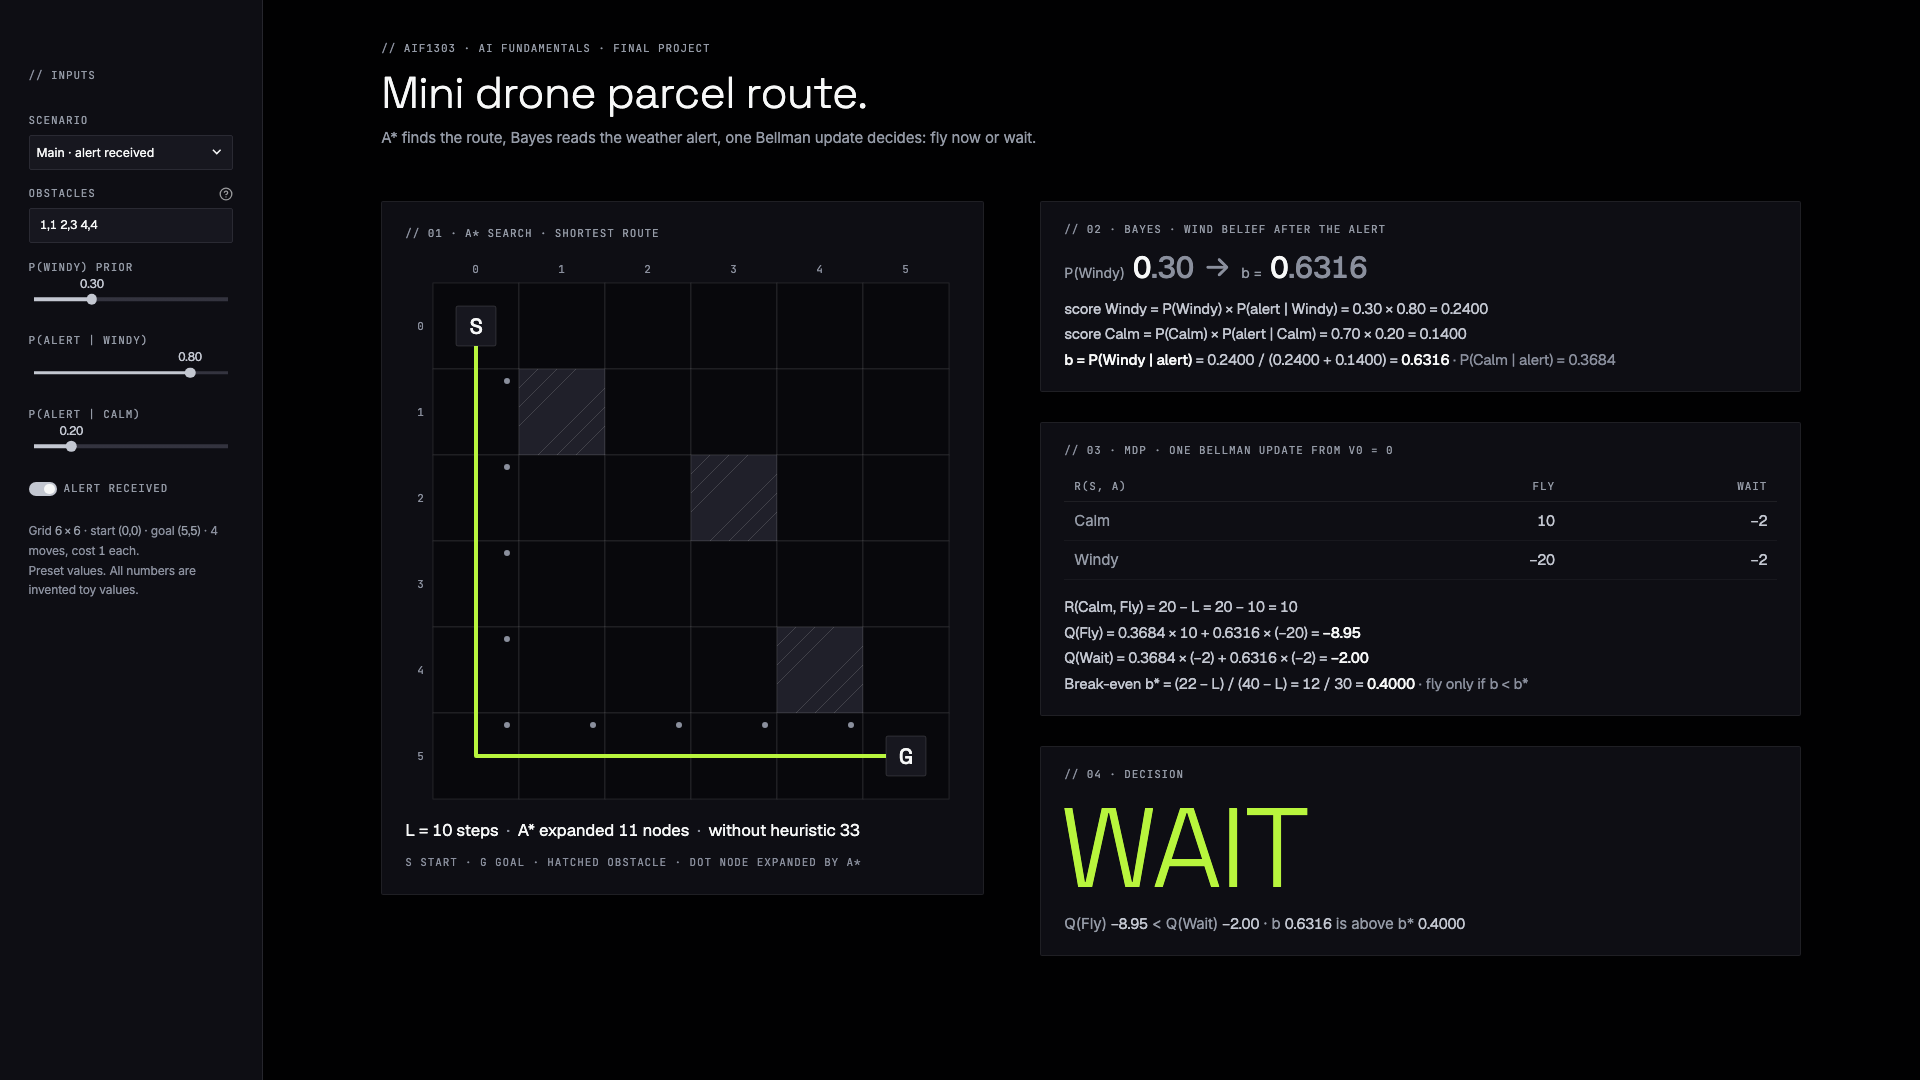 // INPUTS
SCENARIO
Main · alert received
OBSTACLES
1,1 2,3 4,4
P(WINDY) PRIOR
0.30
P(ALERT | WINDY)
0.80
P(ALERT | CALM)
0.20
ALERT RECEIVED
Grid 6 × 6 · start (0,0) · goal (5,5) · 4
moves, cost 1 each.
Preset values. All numbers are
invented toy values.
// AIF1303 · AI FUNDAMENTALS · FINAL PROJECT
Mini drone parcel route.
A* finds the route, Bayes reads the weather alert, one Bellman update decides: fly now or wait.
// 01 · A* SEARCH · SHORTEST ROUTE
0 1 2 3 4 5
0 S
1
2
3
4
5 G
L = 10 steps · A* expanded 11 nodes · without heuristic 33
S START · G GOAL · HATCHED OBSTACLE · DOT NODE EXPANDED BY A*
// 02 · BAYES · WIND BELIEF AFTER THE ALERT
P(Windy) 0.30 → b = 0.6316
score Windy = P(Windy) × P(alert | Windy) = 0.30 × 0.80 = 0.2400
score Calm = P(Calm) × P(alert | Calm) = 0.70 × 0.20 = 0.1400
b = P(Windy | alert) = 0.2400 / (0.2400 + 0.1400) = 0.6316 · P(Calm | alert) = 0.3684
// 03 · MDP · ONE BELLMAN UPDATE FROM V0 = 0
R(S, A) FLY WAIT
Calm 10 −2
Windy −20 −2
R(Calm, Fly) = 20 − L = 20 − 10 = 10
Q(Fly) = 0.3684 × 10 + 0.6316 × (−20) = −8.95
Q(Wait) = 0.3684 × (−2) + 0.6316 × (−2) = −2.00
Break-even b* = (22 − L) / (40 − L) = 12 / 30 = 0.4000 · fly only if b < b*
// 04 · DECISION
WAIT
Q(Fly) −8.95 < Q(Wait) −2.00 · b 0.6316 is above b* 0.4000